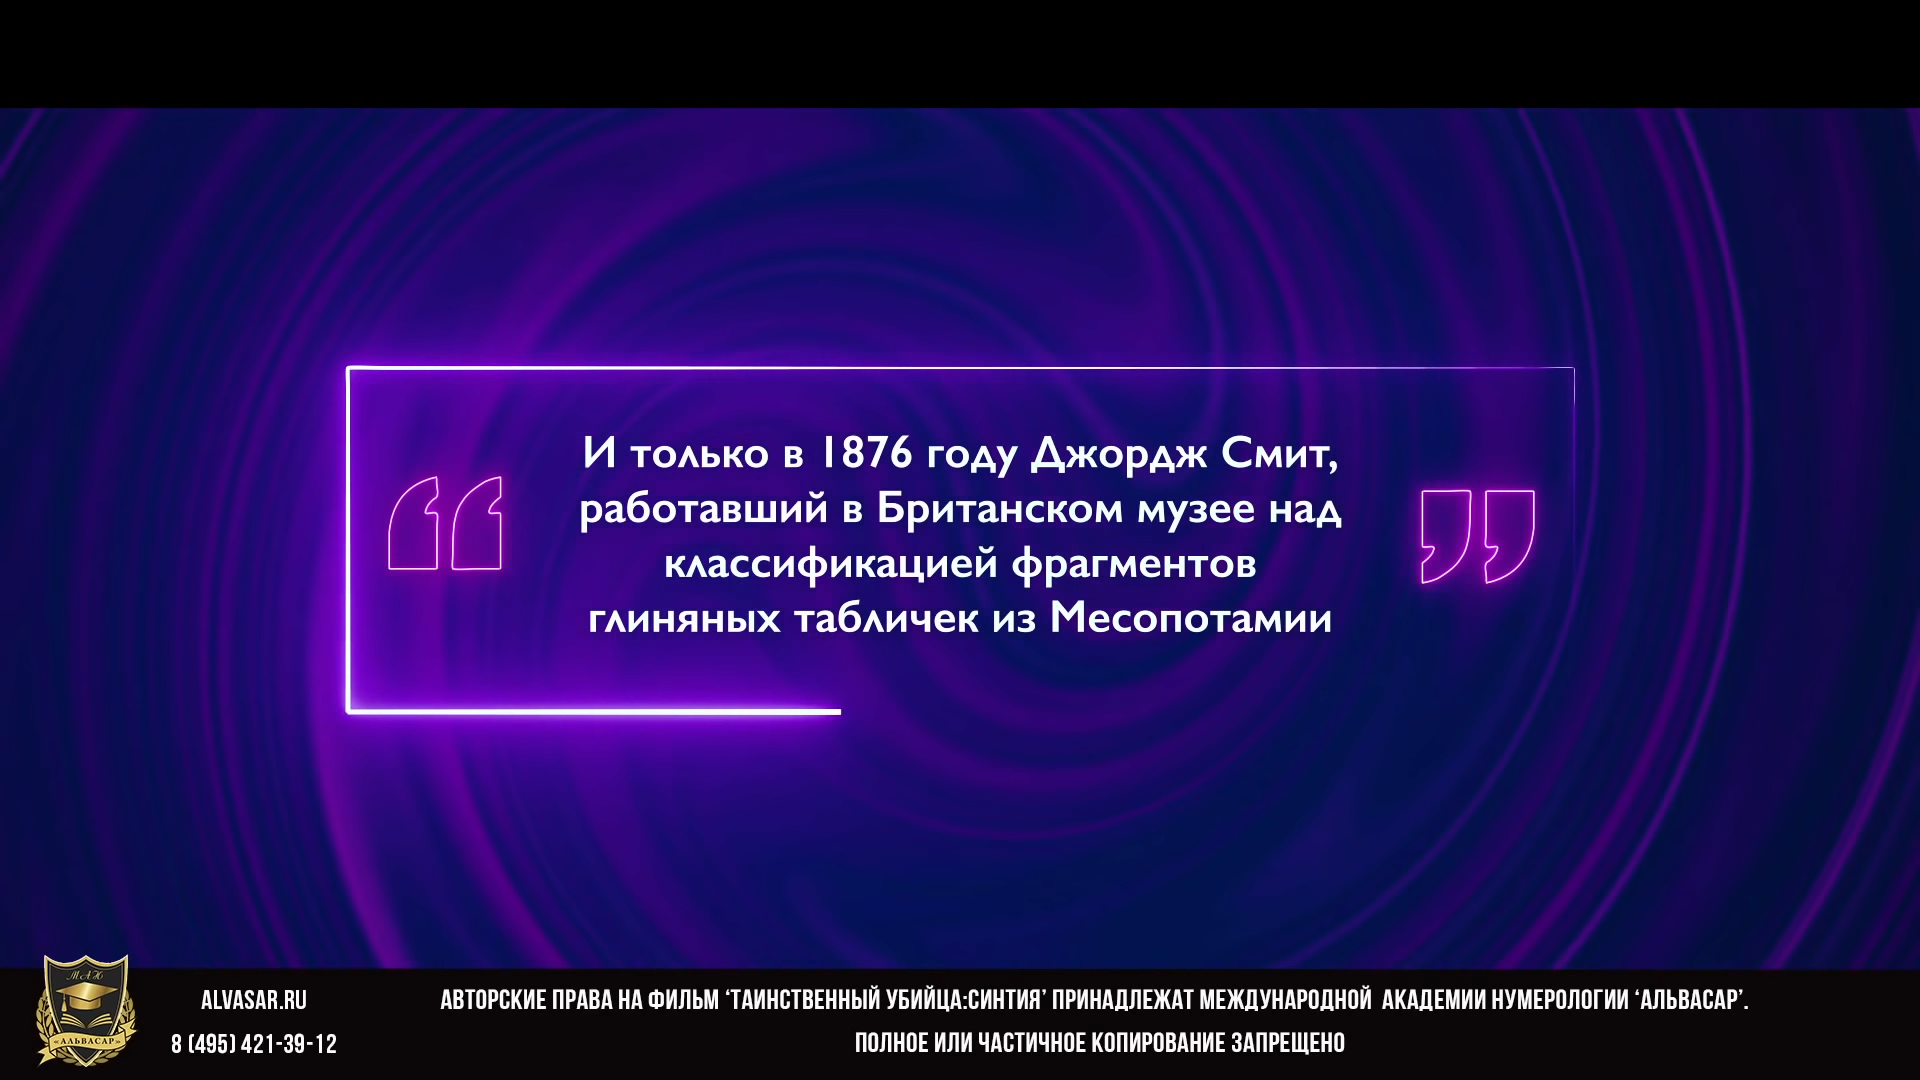 И только в 1876 году Джордж Смит,
работавший в Британском музее над
классификацией фрагментов
глиняных табличек из Месопотамии
МАН
«АЛЬВАСАР»
ALVASAR.RU
8 (495) 421-39-12
АВТОРСКИЕ ПРАВА НА ФИЛЬМ ‘ТАИНСТВЕННЫЙ УБИЙЦА:СИНТИЯ’ ПРИНАДЛЕЖАТ МЕЖДУНАРОДНОЙ АКАДЕМИИ НУМЕРОЛОГИИ ‘АЛЬВАСАР’.
ПОЛНОЕ ИЛИ ЧАСТИЧНОЕ КОПИРОВАНИЕ ЗАПРЕЩЕНО